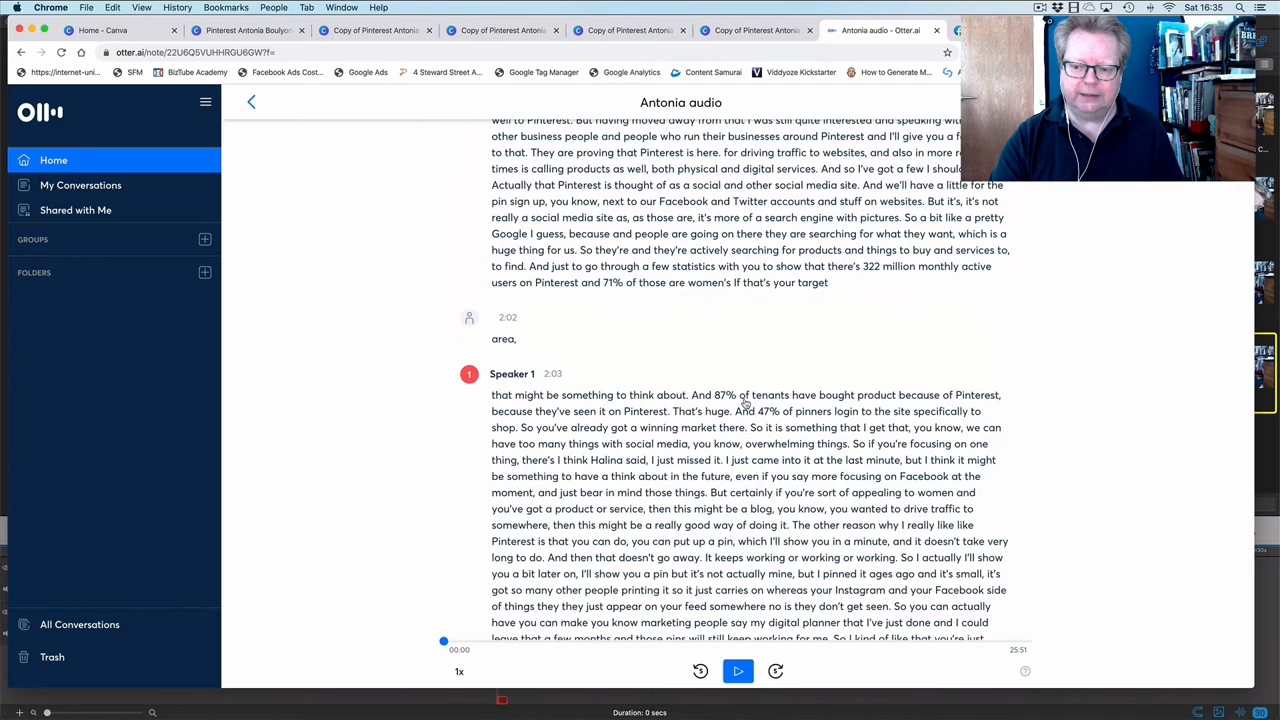 Chrome File Edit View History Bookmarks People Tab Window Help Sat 16:35
Home - Canva Pinterest Antonia Boulyon Copy of Pinterest Antonia Copy of Pinterest Antonia Copy of Pinterest Antonia Copy of Pinterest Antonia Antonia audio - Otter.ai
otter.ai/note/22U6Q5VUHHRGU6GW?f=
https://internet-uni... SFM BizTube Academy Facebook Ads Cost... Google Ads 4 Steward Street A... Google Tag Manager Google Analytics Content Samurai Viddyoze Kickstarter How to Generate M...
Antonia audio
Home
My Conversations
Shared with Me
GROUPS
FOLDERS
All Conversations
Trash
well to Pinterest. But having moved away from that I was still quite interested and speaking
other business people and people who run their businesses around Pinterest and I'll give you a
to that. They are proving that Pinterest is here. for driving traffic to websites, and also in more
times is calling products as well, both physical and digital services. And so I've got a few I
Actually that Pinterest is thought of as a social and other social media site. And we'll have a little for the
pin sign up, you know, next to our Facebook and Twitter accounts and stuff on websites. But it's, it's not
really a social media site as, as those are, it's more of a search engine with pictures. So a bit like a pretty
Google I guess, because and people are going on there they are searching for what they want, which is a
huge thing for us. So they're and they're actively searching for products and things to buy and services to,
to find. And just to go through a few statistics with you to show that there's 322 million monthly active
users on Pinterest and 71% of those are women's If that's your target
2:02
area,
1 Speaker 1 2:03
that might be something to think about. And 87% of tenants have bought product because of Pinterest,
because they've seen it on Pinterest. That's huge. And 47% of pinners login to the site specifically to
shop. So you've already got a winning market there. So it is something that I get that, you know, we can
have too many things with social media, you know, overwhelming things. So if you're focusing on one
thing, there's I think Halina said, I just missed it. I just came into it at the last minute, but I think it might
be something to have a think about in the future, even if you say more focusing on Facebook at the
moment, and just bear in mind those things. But certainly if you're sort of appealing to women and
you've got a product or service, then this might be a blog, you know, you wanted to drive traffic to
somewhere, then this might be a really good way of doing it. The other reason why I really like like
Pinterest is that you can do, you can put up a pin, which I'll show you in a minute, and it doesn't take very
long to do. And then that doesn't go away. It keeps working or working or working. So I actually I'll show
you a bit later on, I'll show you a pin but it's not actually mine, but I pinned it ages ago and it's small, it's
got so many other people printing it so it just carries on whereas your Instagram and your Facebook side
of things they they just appear on your feed somewhere no is they don't get seen. So you can actually
have you can make you know marketing people say my digital planner that I've just done and I could
leave that a few months and those pins will still keep working for me. So I kind of like that you're just
00:00 25:51
1x 5 5
Duration: 0 secs
30